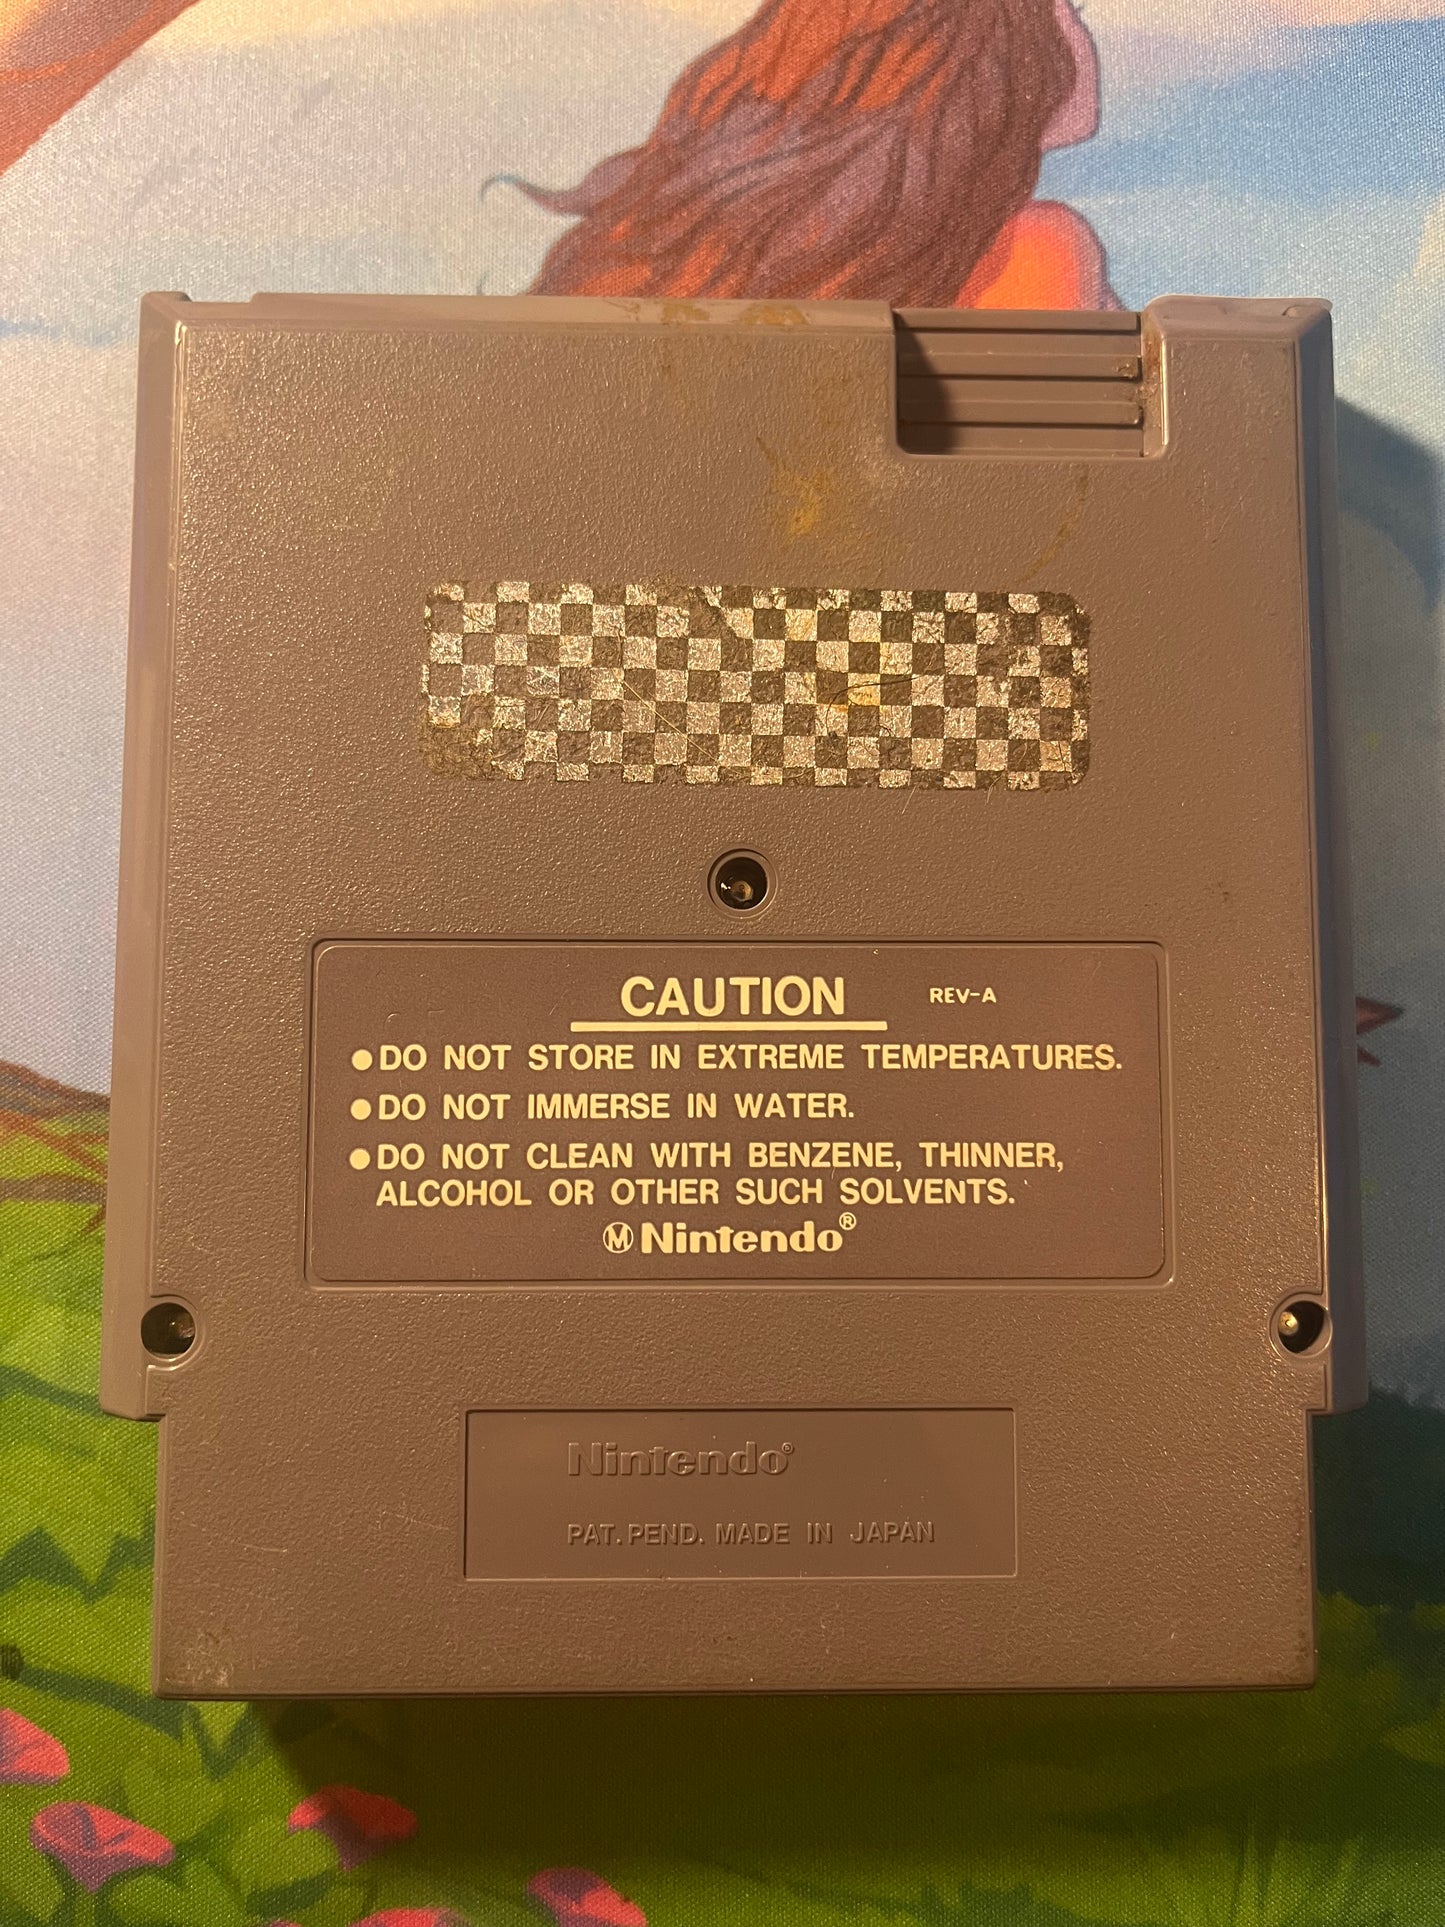 CAUTION REV-A
●DO NOT STORE IN EXTREME TEMPERATURES.
●DO NOT IMMERSE IN WATER.
●DO NOT CLEAN WITH BENZENE, THINNER,
ALCOHOL OR OTHER SUCH SOLVENTS.
Ⓜ Nintendo®
Nintendo®
PAT. PEND. MADE IN JAPAN